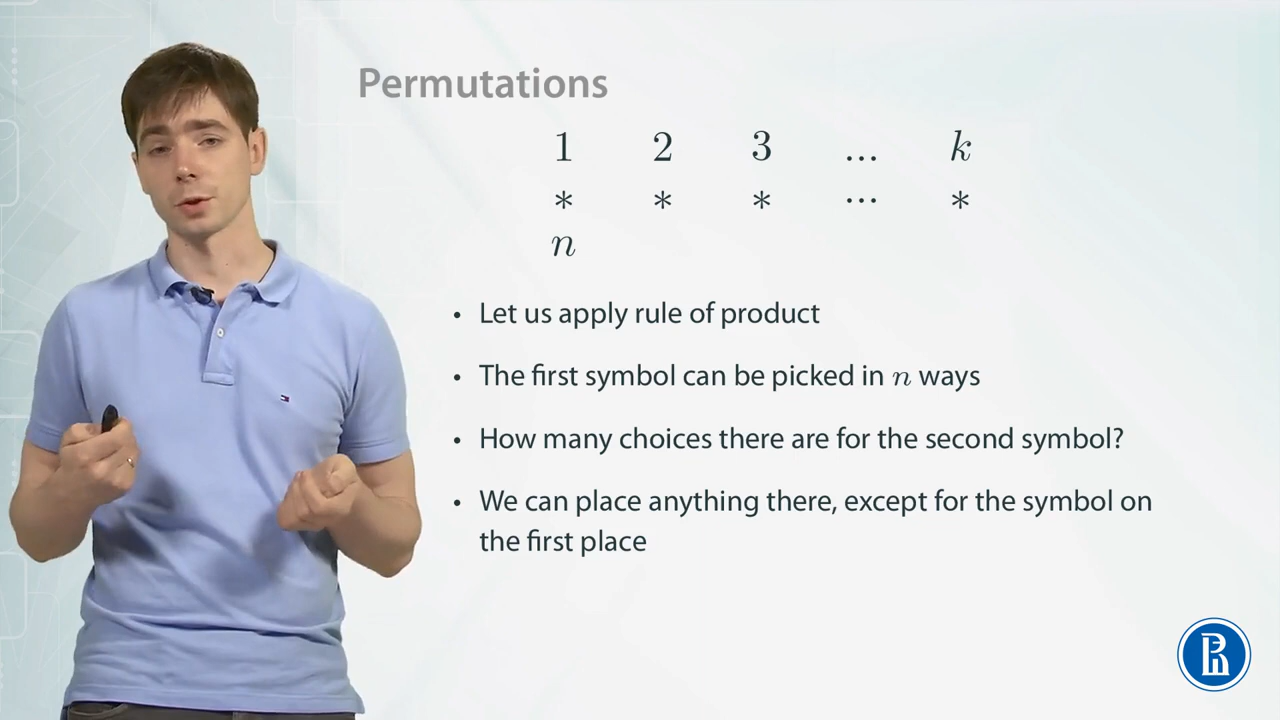 Permutations
1 2 3 ... k
* * * ... *
n
• Let us apply rule of product
• The first symbol can be picked in n ways
• How many choices there are for the second symbol?
• We can place anything there, except for the symbol on
the first place